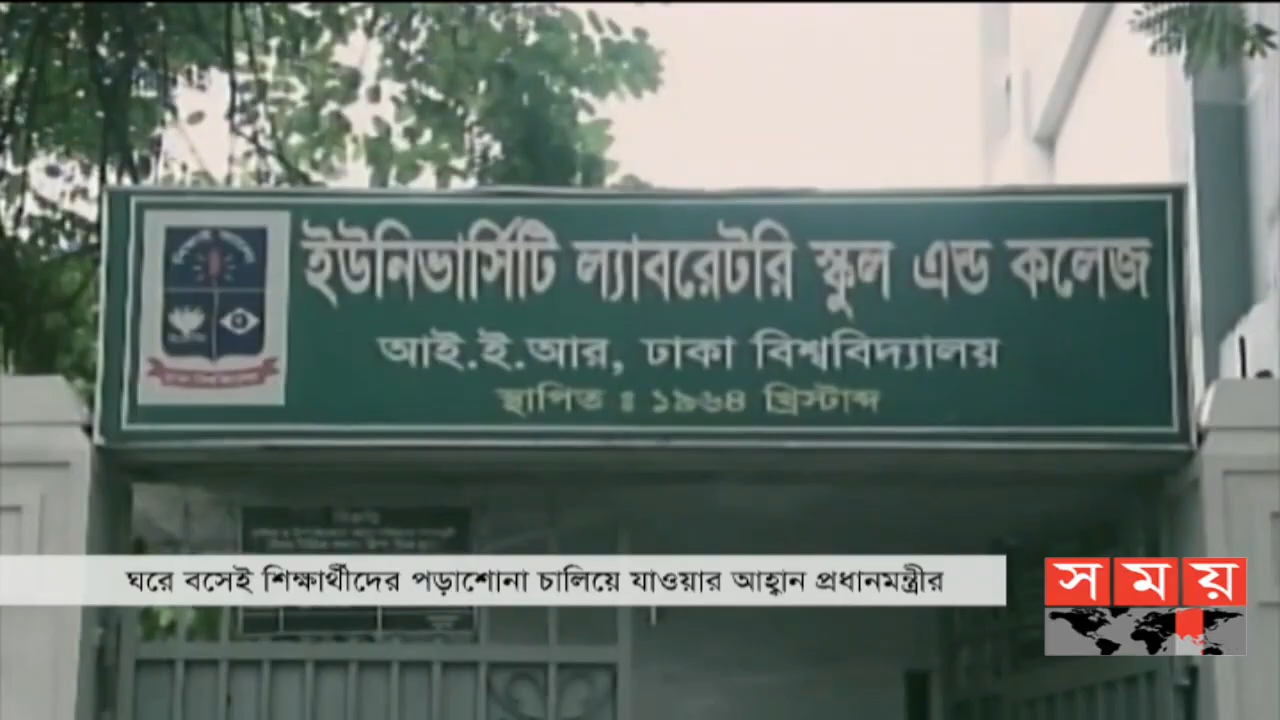 ইউনিভার্সিটি ল্যাবরেটরি স্কুল এন্ড কলেজ
আই.ই.আর, ঢাকা বিশ্ববিদ্যালয়
স্থাপিত ঃ ১৯৬৪ খ্রিস্টাব্দ
ঘরে বসেই শিক্ষার্থীদের পড়াশোনা চালিয়ে যাওয়ার আহ্বান প্রধানমন্ত্রীর
সময়